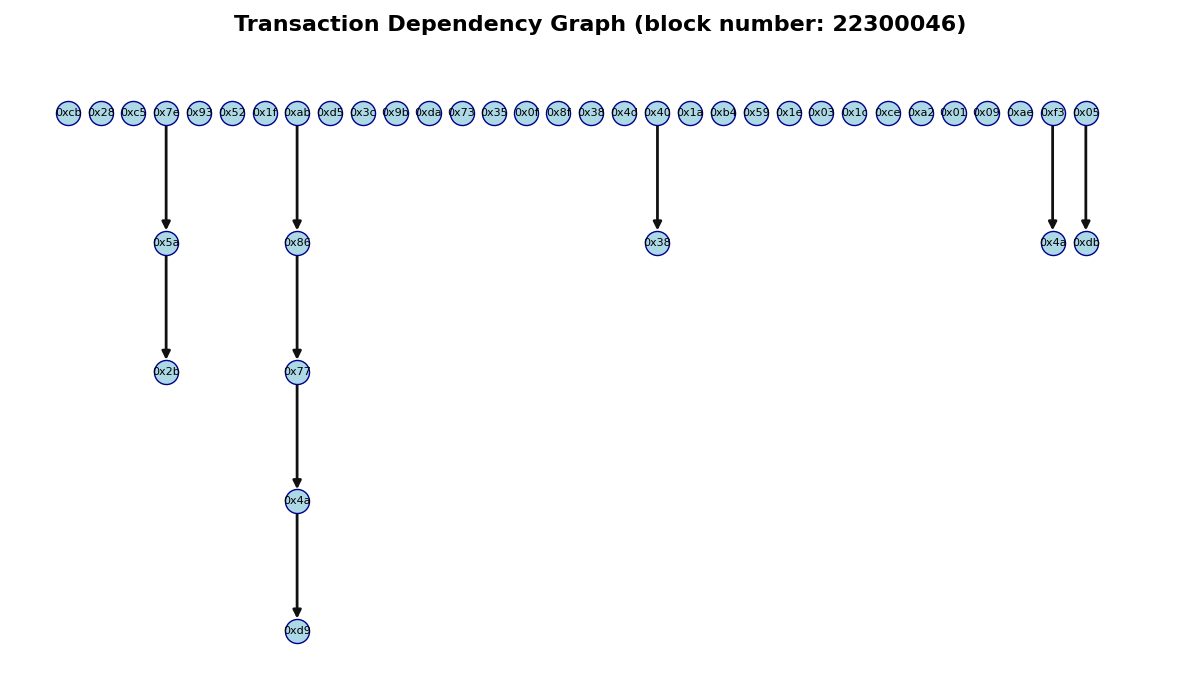 Transaction Dependency Graph (block number: 22300046)
0xcb 0x28 0xc5 0x7e 0x93 0x52 0x1f 0xab 0xd5 0x3c 0x9b 0xda 0x73 0x35 0x0f 0x8f 0x38 0x4d 0x40 0x1a 0xb4 0x59 0x1e 0x03 0x1c 0xce 0xa2 0x01 0x09 0xae 0xf3 0x05
0x5a 0x86 0x38 0x4a 0xdb
0x2b 0x77
0x4a
0xd9